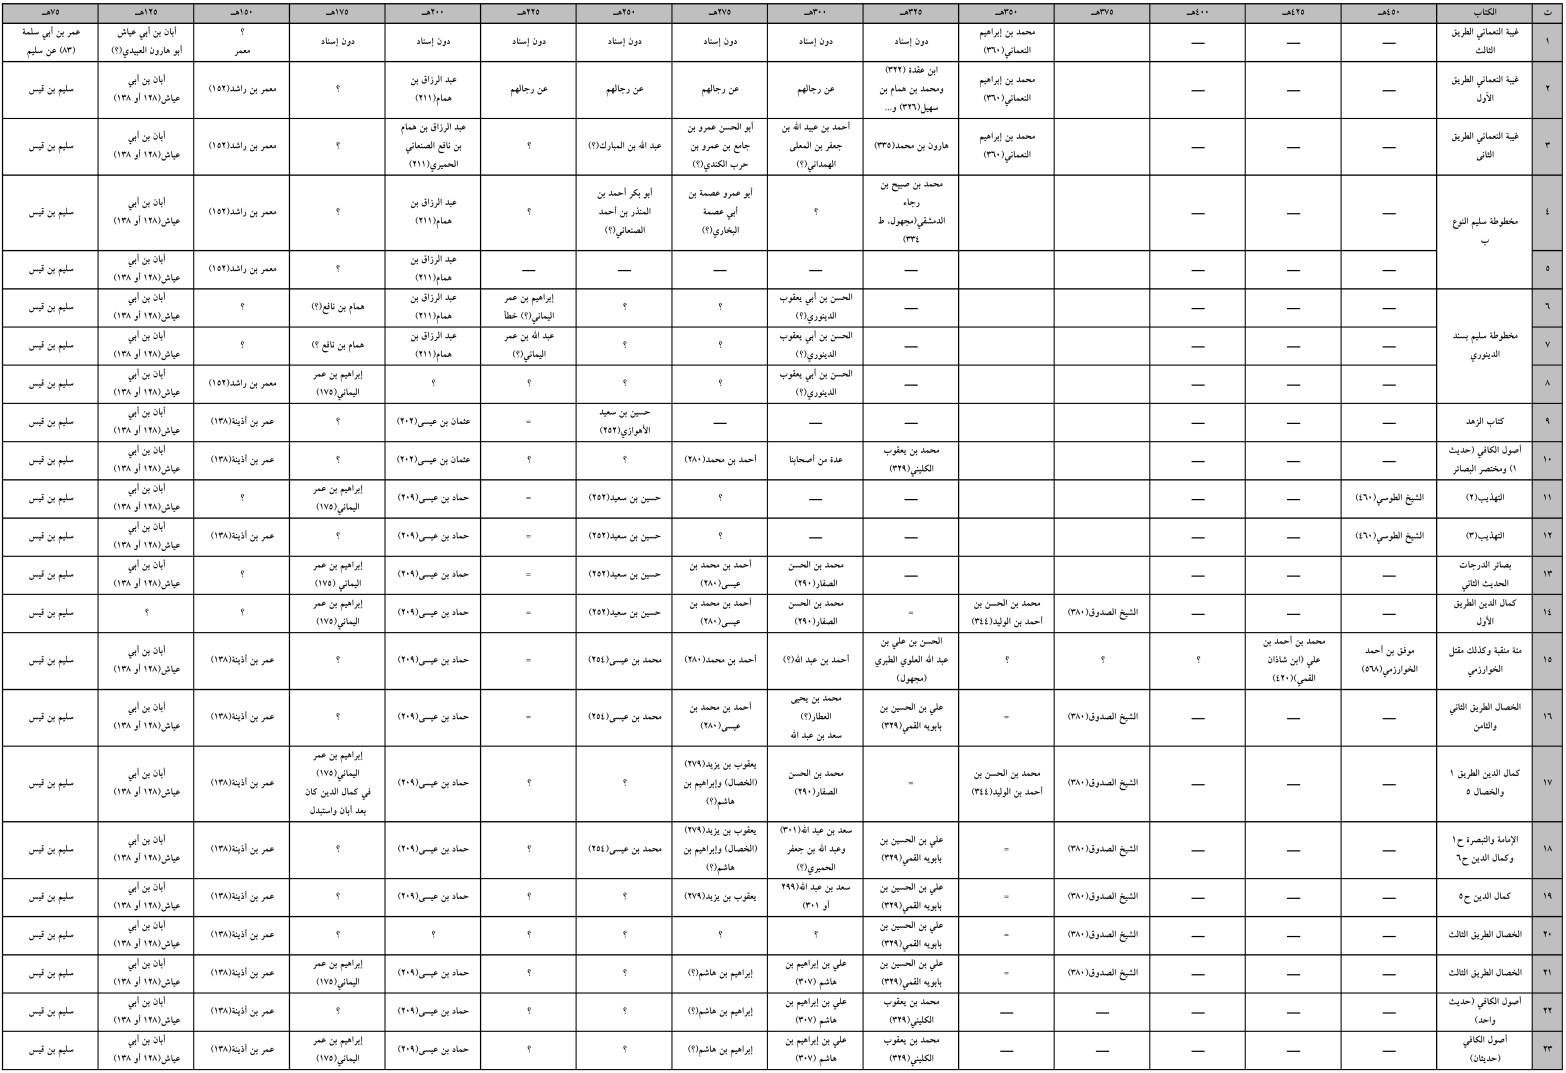 ت الكتاب ٤٥٠هـ ٤٢٥هـ ٤٠٠هـ ٣٧٥هـ ٣٥٠هـ ٣٢٥هـ ٣٠٠هـ ٢٧٥هـ ٢٥٠هـ ٢٢٥هـ ٢٠٠هـ ١٧٥هـ ١٥٠هـ ١٢٥هـ ٧٥هـ
١ غيبة النعماني الطريق الثالث — — — محمد بن إبراهيم النعماني(٣٦٠) دون إسناد دون إسناد دون إسناد دون إسناد دون إسناد دون إسناد دون إسناد ؟ معمر أبان بن أبي عياش أبو هارون العبيدي(؟) عمر بن أبي سلمة (٨٣) عن سليم
٢ غيبة النعماني الطريق الأول — — — محمد بن إبراهيم النعماني(٣٦٠) ابن عقدة (٣٢٢) ومحمد بن همام بن سهيل(٣٢٦) و... عن رجالهم عن رجالهم عن رجالهم عن رجالهم عبد الرزاق بن همام(٢١١) ؟ معمر بن راشد(١٥٢) أبان بن أبي عياش(١٢٨ أو ١٣٨) سليم بن قيس
٣ غيبة النعماني الطريق الثانى — — — محمد بن إبراهيم النعماني(٣٦٠) هارون بن محمد(٣٣٥) أحمد بن عبيد الله بن جعفر بن المعلى الهمداني(؟) أبو الحسن عمرو بن جامع بن عمرو بن حرب الكندي(؟) عبد الله بن المبارك(؟) ؟ عبد الرزاق بن همام بن نافع الصنعاني الحميري(٢١١) ؟ معمر بن راشد(١٥٢) أبان بن أبي عياش(١٢٨ أو ١٣٨) سليم بن قيس
٤ مخطوطة سليم النوع ب — — — محمد بن صبيح بن رجاء الدمشقي(مجهول، ط ٣٣٤) ؟ أبو عمرو عصمة بن أبي عصمة البخاري(؟) أبو بكر أحمد بن المنذر بن أحمد الصنعاني(؟) ؟ عبد الرزاق بن همام(٢١١) ؟ معمر بن راشد(١٥٢) أبان بن أبي عياش(١٢٨ أو ١٣٨) سليم بن قيس
٥ — — — — — — — — عبد الرزاق بن همام(٢١١) ؟ معمر بن راشد(١٥٢) أبان بن أبي عياش(١٢٨ أو ١٣٨) سليم بن قيس
٦ مخطوطة سليم بسند الدينوري — — — — الحسن بن أبي يعقوب الدينوري(؟) ؟ ؟ إبراهيم بن عمر اليماني(؟) خطأ عبد الرزاق بن همام(٢١١) همام بن نافع(؟) ؟ أبان بن أبي عياش(١٢٨ أو ١٣٨) سليم بن قيس
٧ — — — — الحسن بن أبي يعقوب الدينوري(؟) ؟ ؟ عبد الله بن عمر اليماني(؟) عبد الرزاق بن همام(٢١١) همام بن نافع ؟) ؟ أبان بن أبي عياش(١٢٨ أو ١٣٨) سليم بن قيس
٨ — — — — الحسن بن أبي يعقوب الدينوري(؟) ؟ ؟ ؟ ؟ إبراهيم بن عمر اليماني(١٧٥) معمر بن راشد(١٥٢) أبان بن أبي عياش(١٢٨ أو ١٣٨) سليم بن قيس
٩ كتاب الزهد — — — — — — حسين بن سعيد الأهوازي(٢٥٢) = عثمان بن عيسى(٢٠٢) ؟ عمر بن أذينة(١٣٨) أبان بن أبي عياش(١٢٨ أو ١٣٨) سليم بن قيس
١٠ أصول الكافي (حديث ١) ومختصر البصائر — — — محمد بن يعقوب الكليني(٣٢٩) عدة من أصحابنا أحمد بن محمد(٢٨٠) ؟ ؟ عثمان بن عيسى(٢٠٢) ؟ عمر بن أذينة(١٣٨) أبان بن أبي عياش(١٢٨ أو ١٣٨) سليم بن قيس
١١ التهذيب(٢) الشيخ الطوسي(٤٦٠) — — — — ؟ حسين بن سعيد(٢٥٢) = حماد بن عيسى(٢٠٩) إبراهيم بن عمر اليماني(١٧٥) ؟ أبان بن أبي عياش(١٢٨ أو ١٣٨) سليم بن قيس
١٢ التهذيب(٣) الشيخ الطوسي(٤٦٠) — — — — ؟ حسين بن سعيد(٢٥٢) = حماد بن عيسى(٢٠٩) ؟ عمر بن أذينة(١٣٨) أبان بن أبي عياش(١٢٨ أو ١٣٨) سليم بن قيس
١٣ بصائر الدرجات الحديث الثاني — — — — محمد بن الحسن الصفار(٢٩٠) أحمد بن محمد بن عيسى(٢٨٠) حسين بن سعيد(٢٥٢) = حماد بن عيسى(٢٠٩) إبراهيم بن عمر اليماني (١٧٥) ؟ أبان بن أبي عياش(١٢٨ أو ١٣٨) سليم بن قيس
١٤ كمال الدين الطريق الأول — — — الشيخ الصدوق(٣٨٠) محمد بن الحسن بن أحمد بن الوليد(٣٤٤) = محمد بن الحسن الصفار(٢٩٠) أحمد بن محمد بن عيسى(٢٨٠) حسين بن سعيد(٢٥٢) = حماد بن عيسى(٢٠٩) إبراهيم بن عمر اليماني(١٧٥) ؟ ؟ سليم بن قيس
١٥ مئة منقبة وكذلك مقتل الخوارزمي موفق بن أحمد الخوارزمي(٥٦٨) محمد بن أحمد بن علي (ابن شاذان القمي)(٤٢٠) ؟ ؟ ؟ الحسن بن علي بن عبد الله العلوي الطبري (مجهول) أحمد بن عبد الله(؟) أحمد بن محمد(٢٨٠) محمد بن عيسى(٢٥٤) = حماد بن عيسى(٢٠٩) ؟ عمر بن أذينة(١٣٨) أبان بن أبي عياش(١٢٨ أو ١٣٨) سليم بن قيس
١٦ الخصال الطريق الثاني والثامن — — — الشيخ الصدوق(٣٨٠) = علي بن الحسين بن بابويه القمي(٣٢٩) محمد بن يحيى العطار(؟) سعد بن عبد الله أحمد بن محمد بن عيسى(٢٨٠) محمد بن عيسى(٢٥٤) = حماد بن عيسى(٢٠٩) ؟ عمر بن أذينة(١٣٨) أبان بن أبي عياش(١٢٨ أو ١٣٨) سليم بن قيس
١٧ كمال الدين الطريق ١ والخصال ٥ — — — الشيخ الصدوق(٣٨٠) محمد بن الحسن بن أحمد بن الوليد(٣٤٤) = محمد بن الحسن الصفار(٢٩٠) يعقوب بن يزيد(٢٧٩) (الخصال) وإبراهيم بن هاشم(؟) ؟ ؟ حماد بن عيسى(٢٠٩) إبراهيم بن عمر اليماني(١٧٥) في كمال الدين كان بعد أبان واستبدل عمر بن أذينة(١٣٨) أبان بن أبي عياش(١٢٨ أو ١٣٨) سليم بن قيس
١٨ الإمامة والتبصرة ح١ وكمال الدين ح٦ — — — الشيخ الصدوق(٣٨٠) = علي بن الحسين بن بابويه القمي(٣٢٩) سعد بن عبد الله(٣٠١) وعبد الله بن جعفر الحميري(؟) يعقوب بن يزيد(٢٧٩) (الخصال) وإبراهيم بن هاشم(؟) محمد بن عيسى(٢٥٤) ؟ حماد بن عيسى(٢٠٩) ؟ عمر بن أذينة(١٣٨) أبان بن أبي عياش(١٢٨ أو ١٣٨) سليم بن قيس
١٩ كمال الدين ح٥ — — — الشيخ الصدوق(٣٨٠) = علي بن الحسين بن بابويه القمي(٣٢٩) سعد بن عبد الله(٢٩٩ أو ٣٠١) يعقوب بن يزيد(٢٧٩) ؟ ؟ حماد بن عيسى(٢٠٩) ؟ عمر بن أذينة(١٣٨) أبان بن أبي عياش(١٢٨ أو ١٣٨) سليم بن قيس
٢٠ الخصال الطريق الثالث — — — الشيخ الصدوق(٣٨٠) = علي بن الحسين بن بابويه القمي(٣٢٩) ؟ ؟ ؟ ؟ ؟ ؟ عمر بن أذينة(١٣٨) أبان بن أبي عياش(١٢٨ أو ١٣٨) سليم بن قيس
٢١ الخصال الطريق الثالث — — — الشيخ الصدوق(٣٨٠) = علي بن الحسين بن بابويه القمي(٣٢٩) علي بن إبراهيم بن هاشم (٣٠٧) إبراهيم بن هاشم(؟) ؟ ؟ حماد بن عيسى(٢٠٩) إبراهيم بن عمر اليماني(١٧٥) عمر بن أذينة(١٣٨) أبان بن أبي عياش(١٢٨ أو ١٣٨) سليم بن قيس
٢٢ أصول الكافي (حديث واحد) — — — — — محمد بن يعقوب الكليني(٣٢٩) علي بن إبراهيم بن هاشم (٣٠٧) إبراهيم بن هاشم(؟) ؟ ؟ حماد بن عيسى(٢٠٩) ؟ عمر بن أذينة(١٣٨) أبان بن أبي عياش(١٢٨ أو ١٣٨) سليم بن قيس
٢٣ أصول الكافي (حديثان) — — — — — محمد بن يعقوب الكليني(٣٢٩) علي بن إبراهيم بن هاشم (٣٠٧) إبراهيم بن هاشم(؟) ؟ ؟ حماد بن عيسى(٢٠٩) إبراهيم بن عمر اليماني(١٧٥) عمر بن أذينة(١٣٨) أبان بن أبي عياش(١٢٨ أو ١٣٨) سليم بن قيس